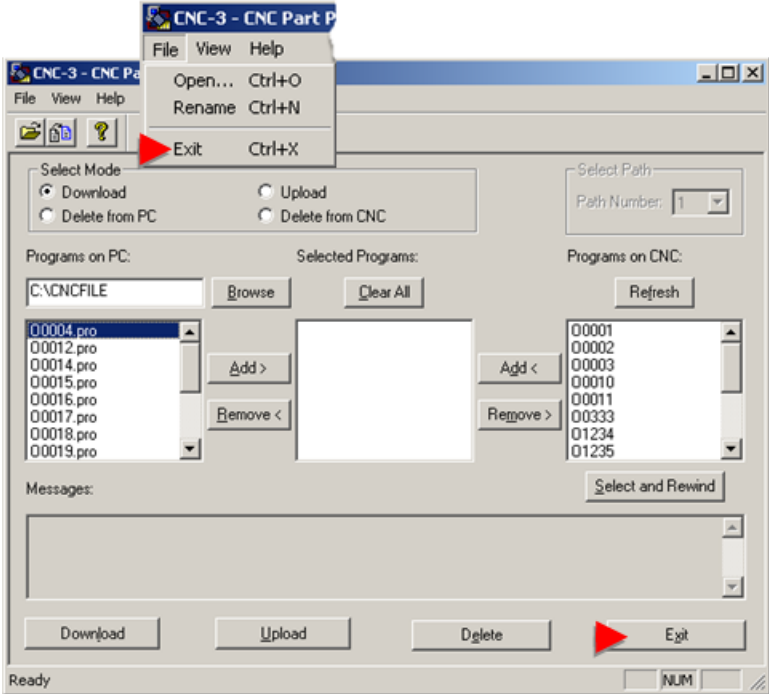 CNC-3 - CNC Part P
File View Help
Open... Ctrl+O
Rename Ctrl+N
Exit Ctrl+X
CNC-3 - CNC Pa
File View Help
Select Mode
Download
Upload
Delete from PC
Delete from CNC
Select Path
Path Number: 1
Programs on PC:
Selected Programs:
Programs on CNC:
C:\CNCFILE
Browse
Clear All
Refresh
O0004.pro
O0012.pro
O0014.pro
O0015.pro
O0016.pro
O0017.pro
O0018.pro
O0019.pro
Add >
Remove <
Add <
Remove >
O0001
O0002
O0003
O0010
O0011
O0333
O1234
O1235
Messages:
Select and Rewind
Download
Upload
Delete
Exit
Ready
NUM